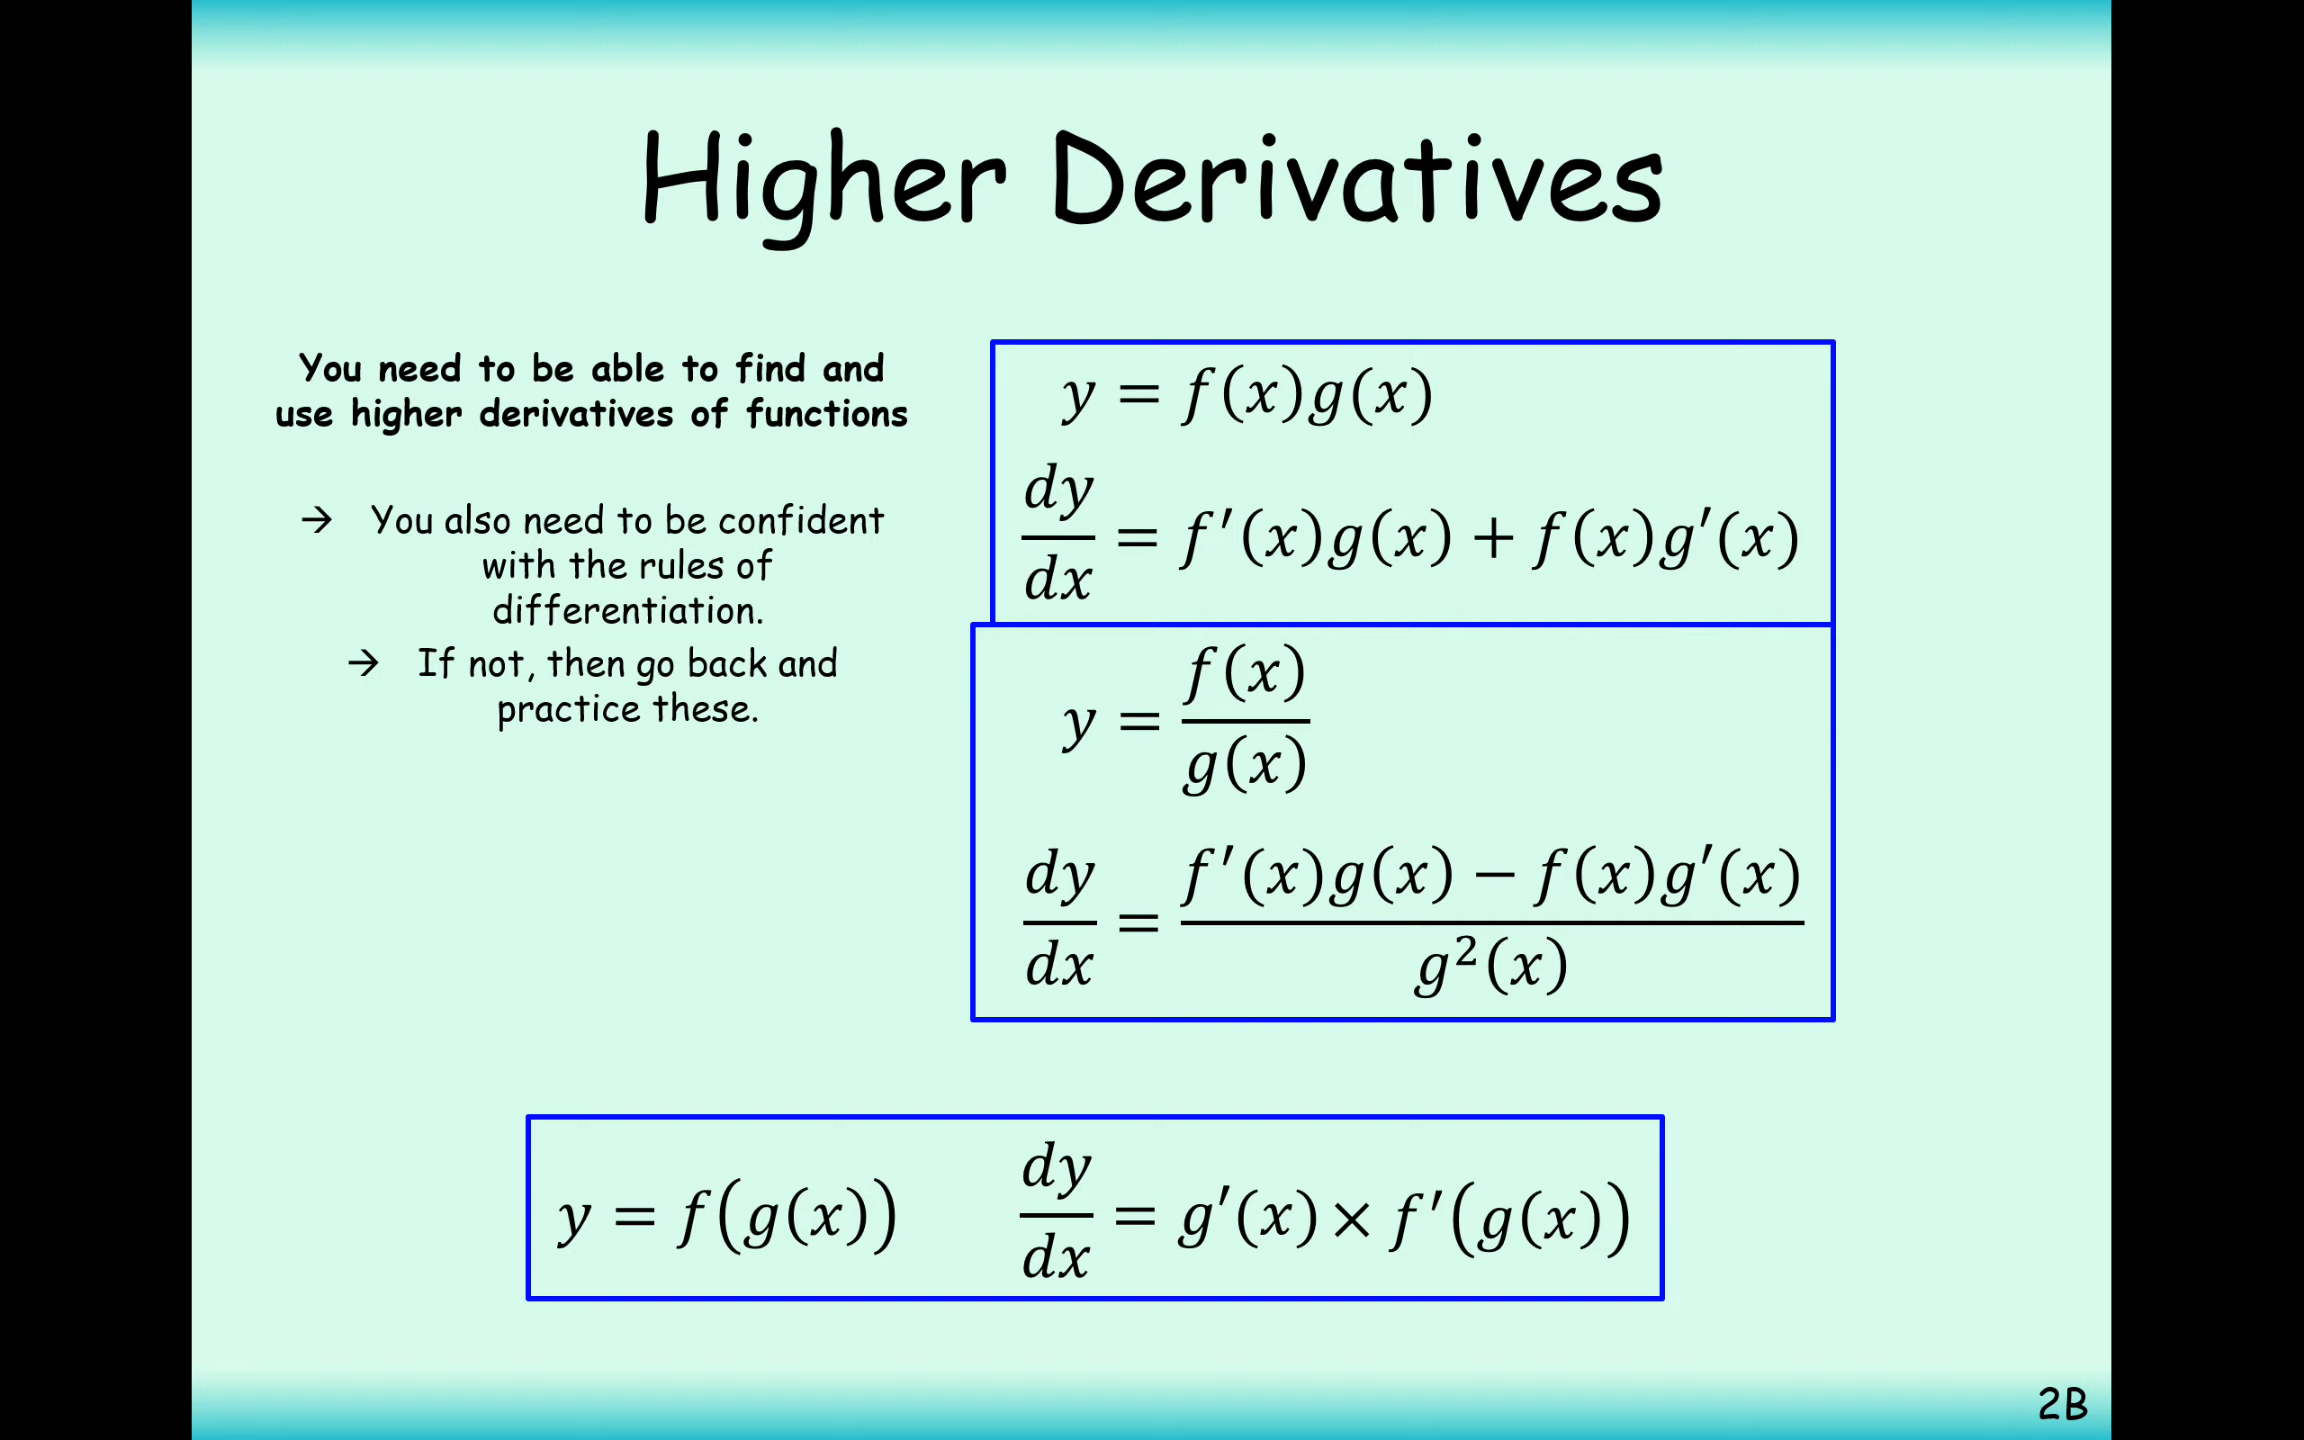 Higher Derivatives
You need to be able to find and
use higher derivatives of functions
→ You also need to be confident
with the rules of
differentiation.
→ If not, then go back and
practice these.
y = f(x)g(x)
dy/dx = f′(x)g(x) + f(x)g′(x)
y = f(x)/g(x)
dy/dx = (f′(x)g(x) − f(x)g′(x))/g²(x)
y = f(g(x)) dy/dx = g′(x) × f′(g(x))
2B